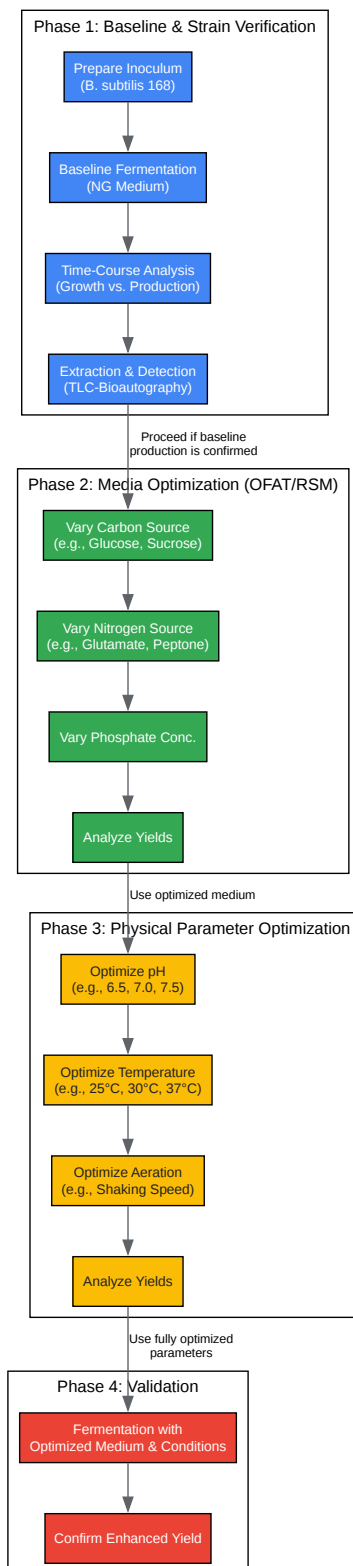 Phase 1: Baseline & Strain Verification
Prepare Inoculum
(B. subtilis 168)
Baseline Fermentation
(NG Medium)
Time-Course Analysis
(Growth vs. Production)
Extraction & Detection
(TLC-Bioautography)
Proceed if baseline
production is confirmed
Phase 2: Media Optimization (OFAT/RSM)
Vary Carbon Source
(e.g., Glucose, Sucrose)
Vary Nitrogen Source
(e.g., Glutamate, Peptone)
Vary Phosphate Conc.
Analyze Yields
Use optimized medium
Phase 3: Physical Parameter Optimization
Optimize pH
(e.g., 6.5, 7.0, 7.5)
Optimize Temperature
(e.g., 25°C, 30°C, 37°C)
Optimize Aeration
(e.g., Shaking Speed)
Analyze Yields
Use fully optimized
parameters
Phase 4: Validation
Fermentation with
Optimized Medium & Conditions
Confirm Enhanced Yield